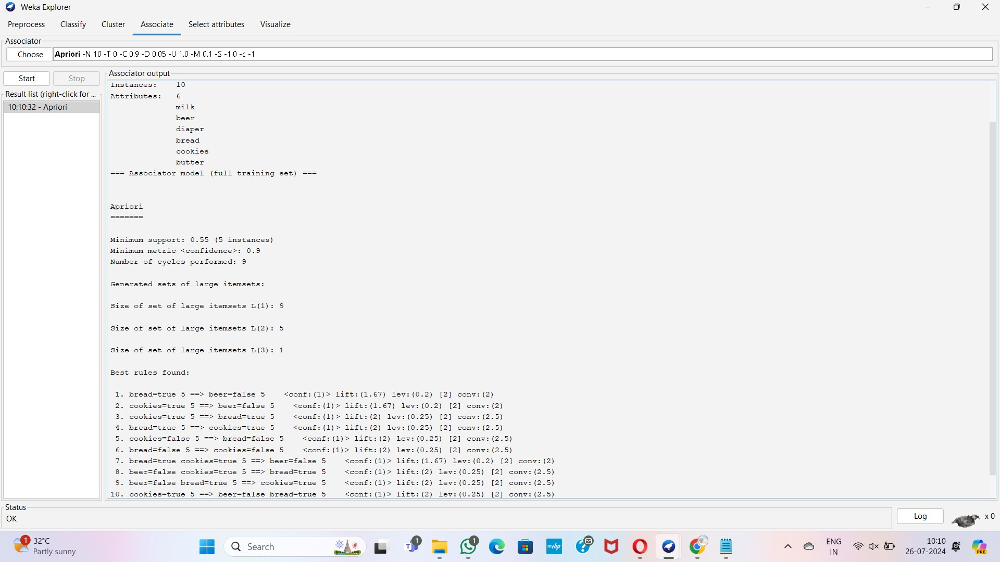 Weka Explorer
Preprocess Classify Cluster Associate Select attributes Visualize
Associator
Choose Apriori -N 10 -T 0 -C 0.9 -D 0.05 -U 1.0 -M 0.1 -S -1.0 -c -1
Start Stop
Result list (right-click for ...
10:10:32 - Apriori
Associator output
Instances: 10
Attributes: 6
milk
beer
diaper
bread
cookies
butter
=== Associator model (full training set) ===
Apriori
=======
Minimum support: 0.55 (5 instances)
Minimum metric <confidence>: 0.9
Number of cycles performed: 9
Generated sets of large itemsets:
Size of set of large itemsets L(1): 9
Size of set of large itemsets L(2): 5
Size of set of large itemsets L(3): 1
Best rules found:
1. bread=true 5 ==> beer=false 5 <conf:(1)> lift:(1.67) lev:(0.2) [2] conv:(2)
2. cookies=true 5 ==> beer=false 5 <conf:(1)> lift:(1.67) lev:(0.2) [2] conv:(2)
3. cookies=true 5 ==> bread=true 5 <conf:(1)> lift:(2) lev:(0.25) [2] conv:(2.5)
4. bread=true 5 ==> cookies=true 5 <conf:(1)> lift:(2) lev:(0.25) [2] conv:(2.5)
5. cookies=false 5 ==> bread=false 5 <conf:(1)> lift:(2) lev:(0.25) [2] conv:(2.5)
6. bread=false 5 ==> cookies=false 5 <conf:(1)> lift:(2) lev:(0.25) [2] conv:(2.5)
7. bread=true cookies=true 5 ==> beer=false 5 <conf:(1)> lift:(1.67) lev:(0.2) [2] conv:(2)
8. beer=false cookies=true 5 ==> bread=true 5 <conf:(1)> lift:(2) lev:(0.25) [2] conv:(2.5)
9. beer=false bread=true 5 ==> cookies=true 5 <conf:(1)> lift:(2) lev:(0.25) [2] conv:(2.5)
10. cookies=true 5 ==> beer=false bread=true 5 <conf:(1)> lift:(2) lev:(0.25) [2] conv:(2.5)
Status
OK
Log
x 0
1
32°C
Partly sunny
Search
1
1
myhp
ENG
IN
10:10
26-07-2024
PRE